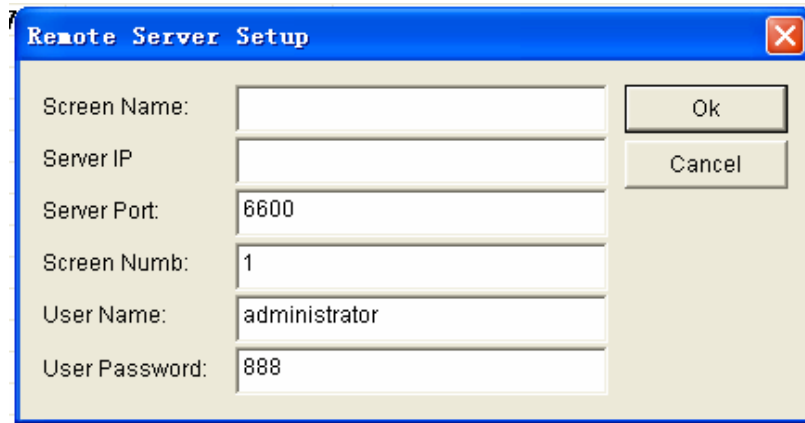 Remote Server Setup
Screen Name:
Ok
Server IP
Cancel
Server Port: 6600
Screen Numb: 1
User Name: administrator
User Password: 888